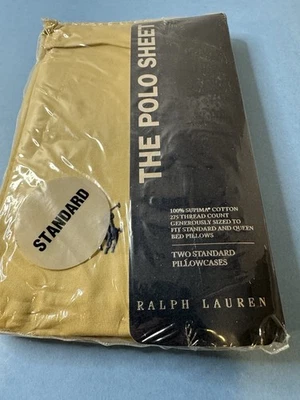 THE POLO SHEET
STANDARD
100% SUPIMA® COTTON
275 THREAD COUNT
GENEROUSLY SIZED TO
FIT STANDARD AND QUEEN
BED PILLOWS
TWO STANDARD
PILLOWCASES
RALPH LAUREN